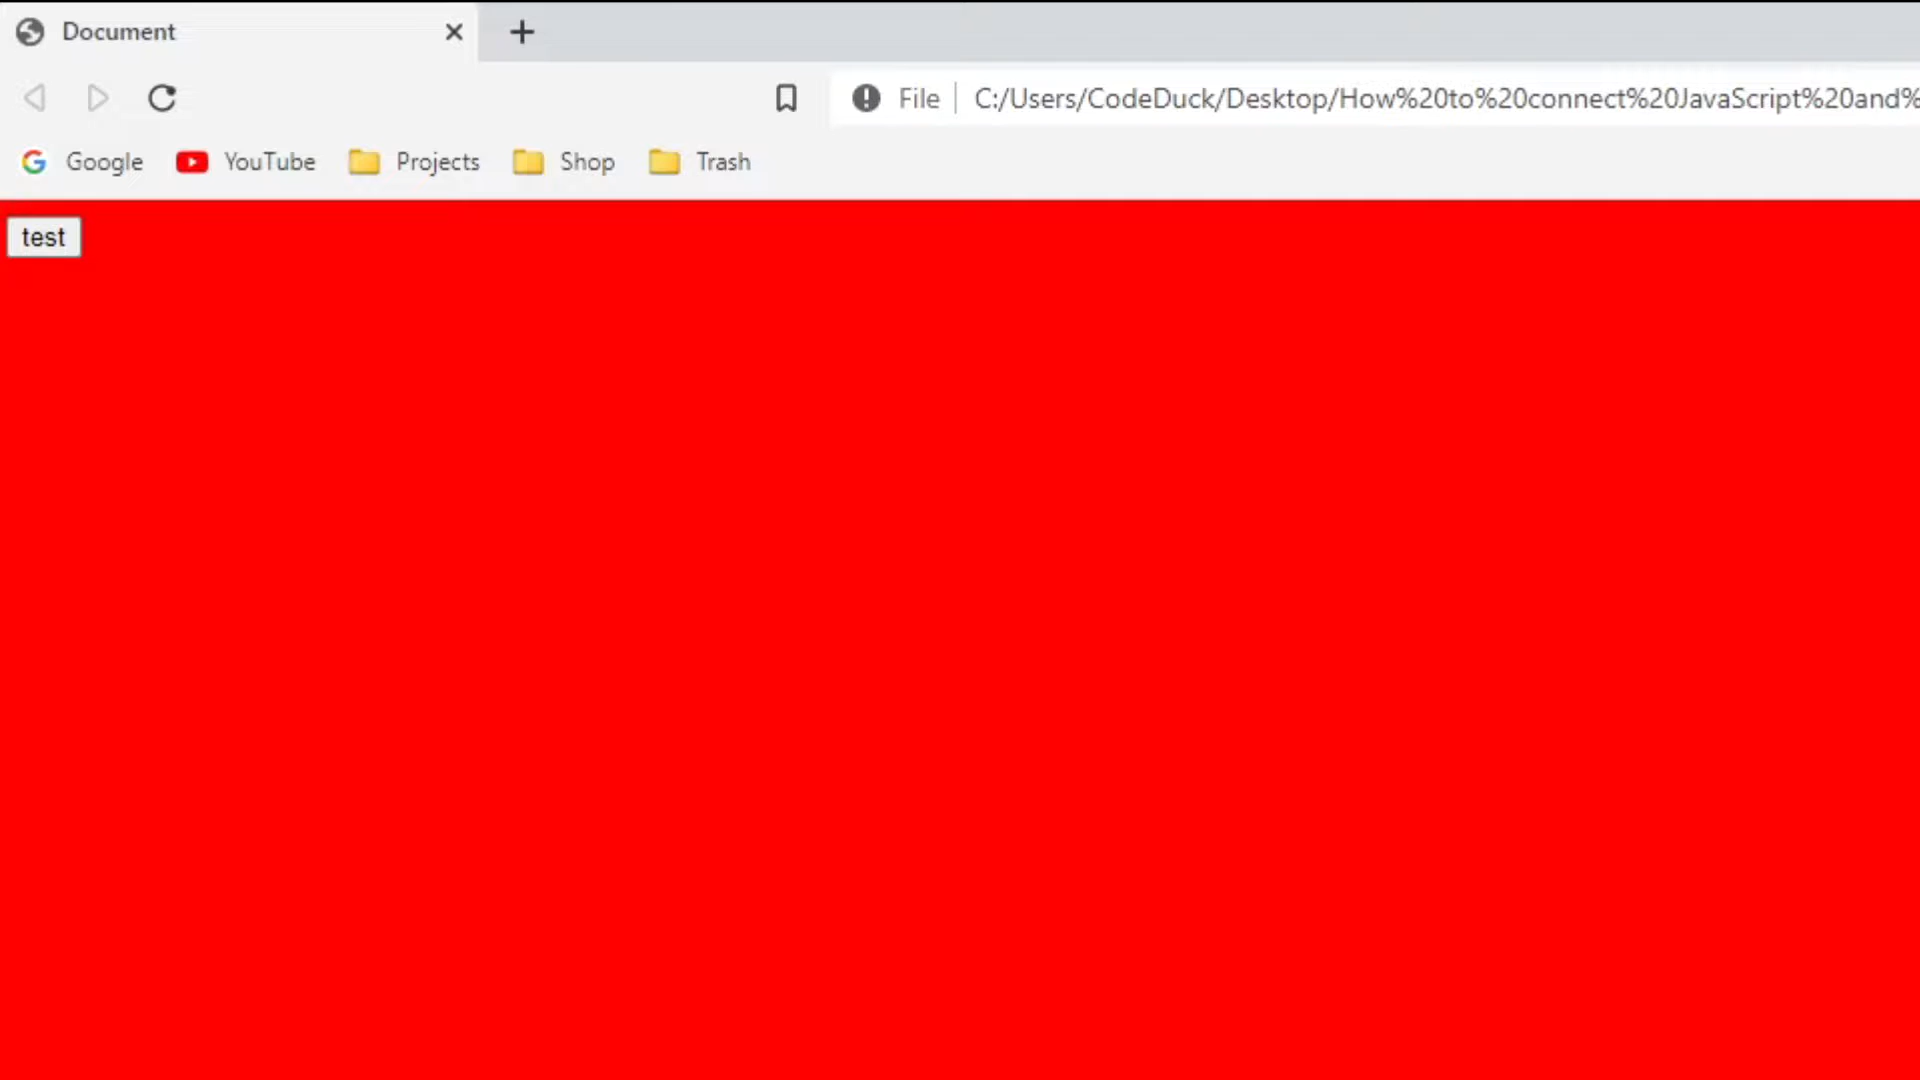 Document
File C:/Users/CodeDuck/Desktop/How%20to%20connect%20JavaScript%20and%
Google YouTube Projects Shop Trash
test